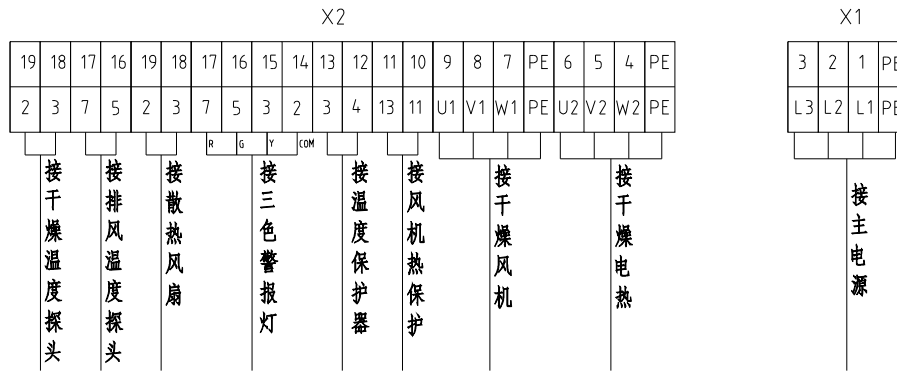 X2 X1
19 18 17 16 19 18 17 16 15 14 13 12 11 10 9 8 7 PE 6 5 4 PE 3 2 1 PE
2 3 7 5 2 3 7 5 3 2 3 4 13 11 U1 V1 W1 PE U2 V2 W2 PE L3 L2 L1 PE
R G Y COM
接干燥温度探头
接排风温度探头
接散热风扇
接三色警报灯
接温度保护器
接风机热保护
接干燥风机
接干燥电热
接主电源